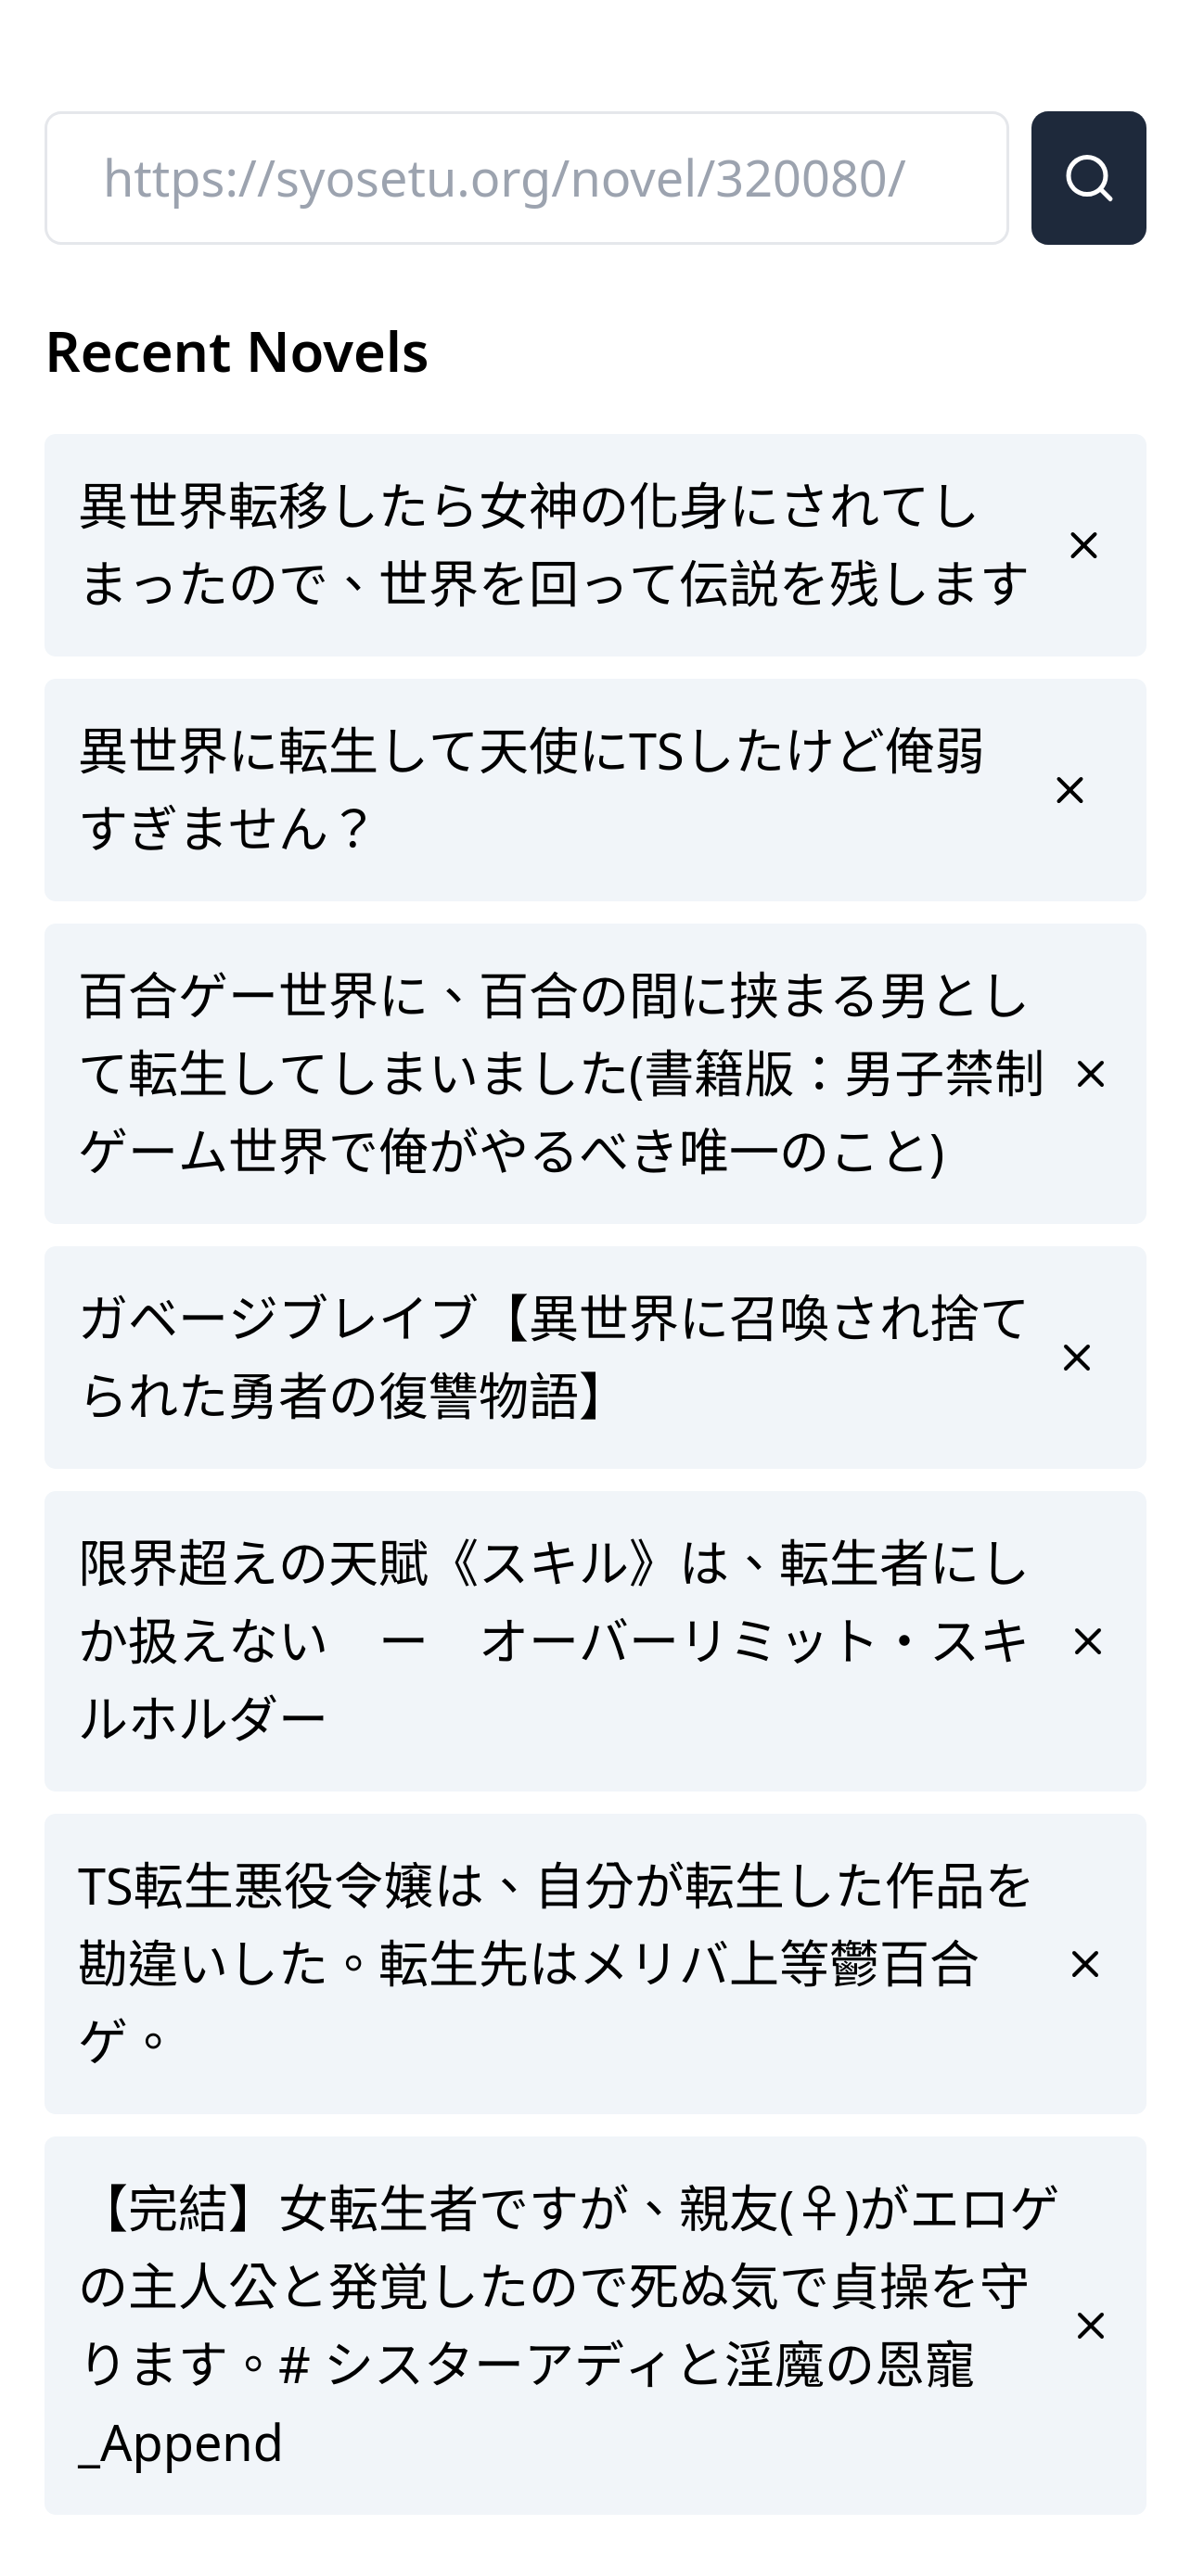 https://syosetu.org/novel/320080/
Recent Novels
異世界転移したら女神の化身にされてし
まったので、世界を回って伝説を残します
異世界に転生して天使にTSしたけど俺弱
すぎません？
百合ゲー世界に、百合の間に挟まる男とし
て転生してしまいました(書籍版：男子禁制
ゲーム世界で俺がやるべき唯一のこと)
ガベージブレイブ【異世界に召喚され捨て
られた勇者の復讐物語】
限界超えの天賦《スキル》は、転生者にし
か扱えない　ー　オーバーリミット・スキ
ルホルダー
TS転生悪役令嬢は、自分が転生した作品を
勘違いした。転生先はメリバ上等鬱百合
ゲ。
【完結】女転生者ですが、親友(♀)がエロゲ
の主人公と発覚したので死ぬ気で貞操を守
ります。# シスターアディと淫魔の恩寵
_Append